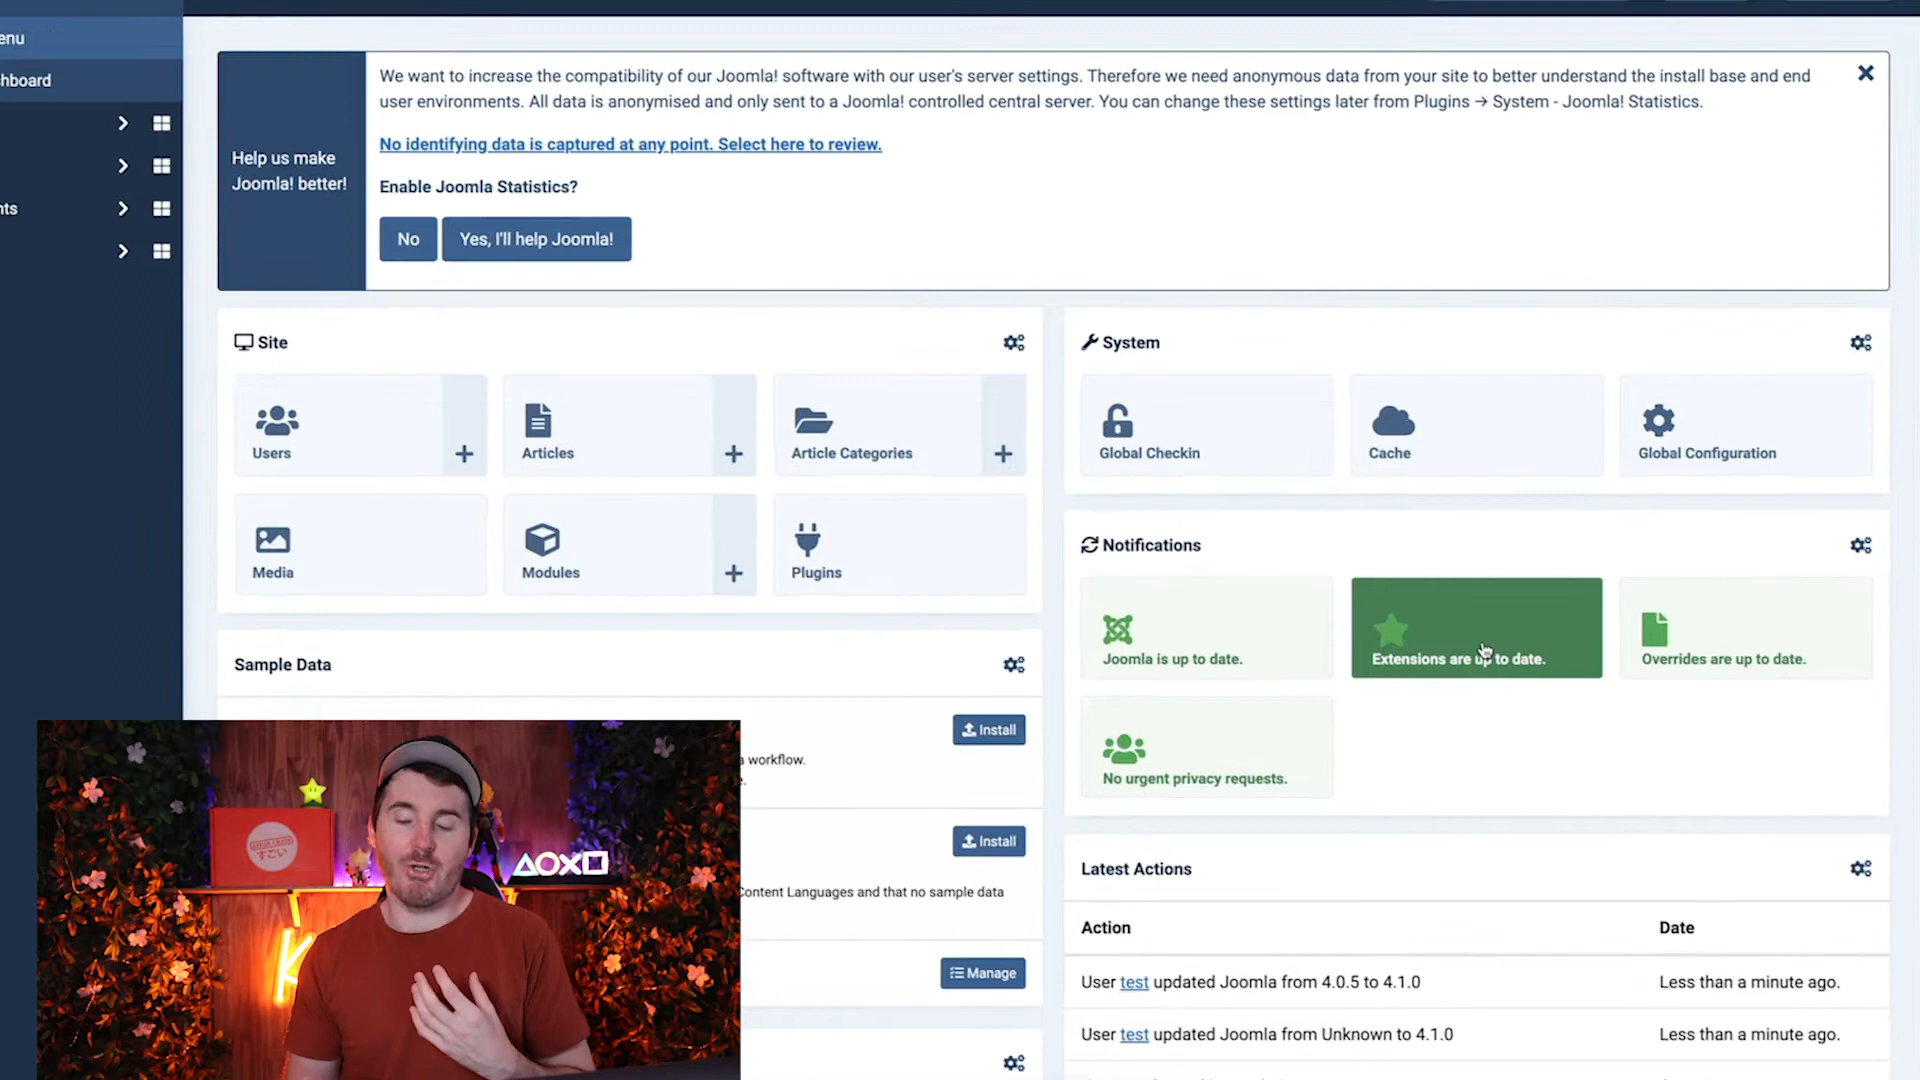 enu
hboard
nts
Help us make
Joomla! better!
We want to increase the compatibility of our Joomla! software with our user's server settings. Therefore we need anonymous data from your site to better understand the install base and end
user environments. All data is anonymised and only sent to a Joomla! controlled central server. You can change these settings later from Plugins → System - Joomla! Statistics.
No identifying data is captured at any point. Select here to review.
Enable Joomla Statistics?
No
Yes, I'll help Joomla!
Site
Users
Articles
Article Categories
Media
Modules
Plugins
System
Global Checkin
Cache
Global Configuration
Notifications
Joomla is up to date.
Extensions are up to date.
Overrides are up to date.
No urgent privacy requests.
Sample Data
Install
workflow.
Install
Content Languages and that no sample data
Manage
Latest Actions
Action Date
User test updated Joomla from 4.0.5 to 4.1.0 Less than a minute ago.
User test updated Joomla from Unknown to 4.1.0 Less than a minute ago.
すごい
K